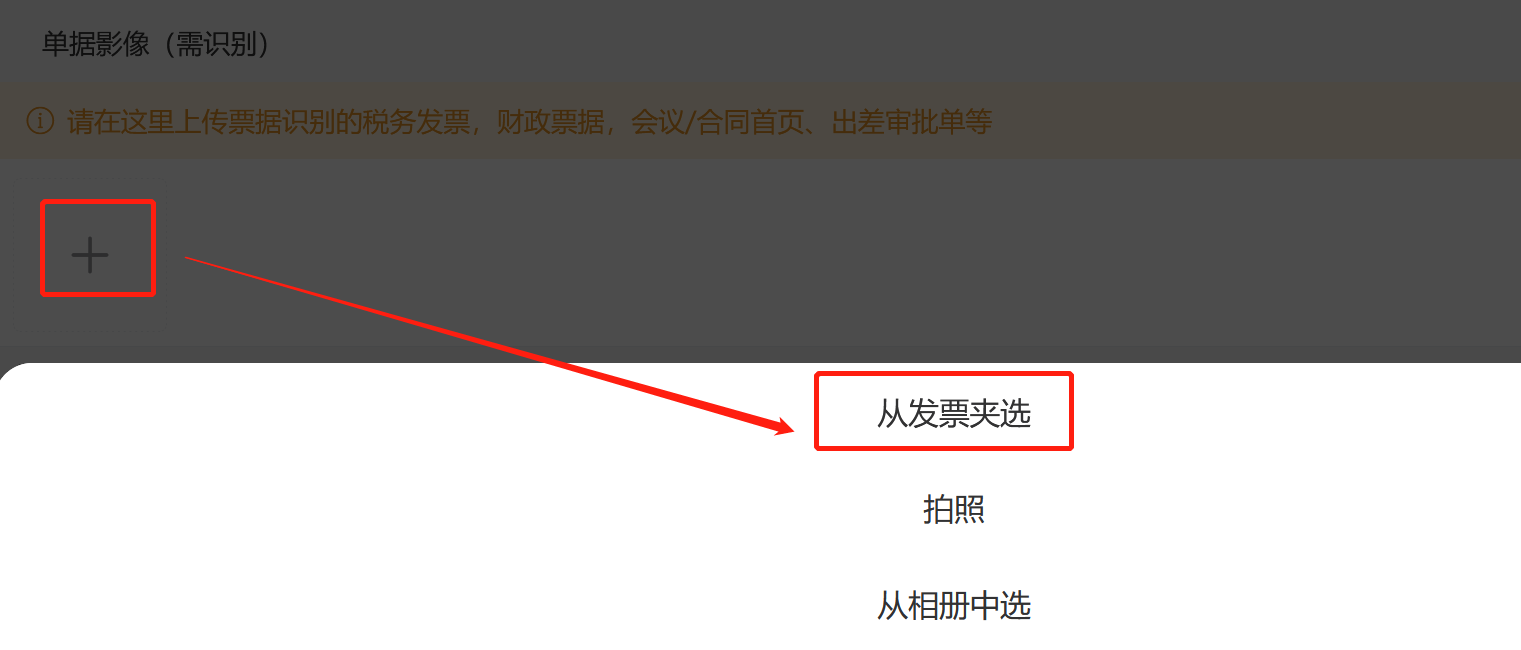 单据影像（需识别）
请在这里上传票据识别的税务发票，财政票据，会议/合同首页、出差审批单等
从发票夹选
拍照
从相册中选